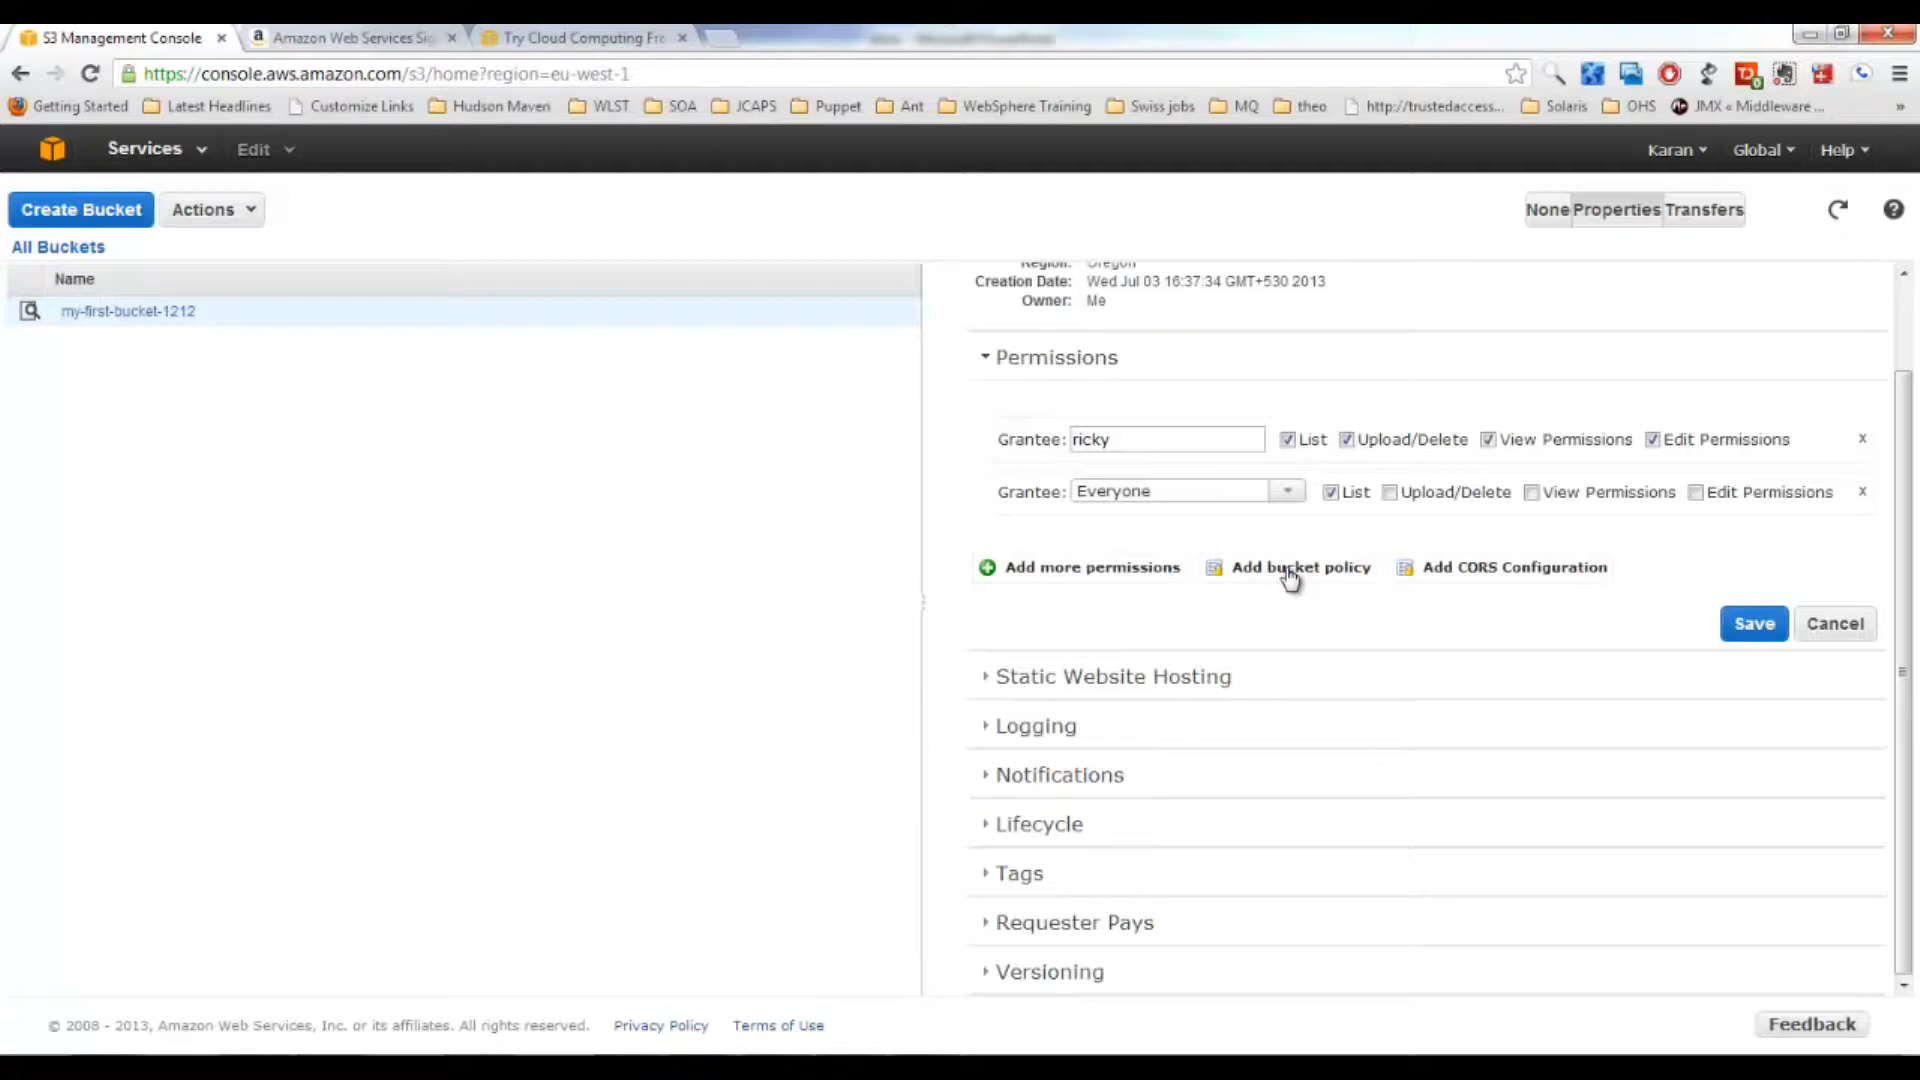 S3 Management Console x
Amazon Web Services Si x
Try Cloud Computing Fre x
https://console.aws.amazon.com/s3/home?region=eu-west-1
Getting Started Latest Headlines Customize Links Hudson Maven WLST SOA JCAPS Puppet Ant WebSphere Training Swiss jobs MQ theo http://trustedaccess... Solaris OHS JMX « Middleware ... »
Services Edit Karan Global Help
Create Bucket Actions None Properties Transfers
All Buckets
Name
my-first-bucket-1212
Region: Oregon
Creation Date: Wed Jul 03 16:37:34 GMT+530 2013
Owner: Me
Permissions
Grantee: ricky List Upload/Delete View Permissions Edit Permissions x
Grantee: Everyone List Upload/Delete View Permissions Edit Permissions x
Add more permissions Add bucket policy Add CORS Configuration
Save Cancel
Static Website Hosting
Logging
Notifications
Lifecycle
Tags
Requester Pays
Versioning
© 2008 - 2013, Amazon Web Services, Inc. or its affiliates. All rights reserved. Privacy Policy Terms of Use Feedback